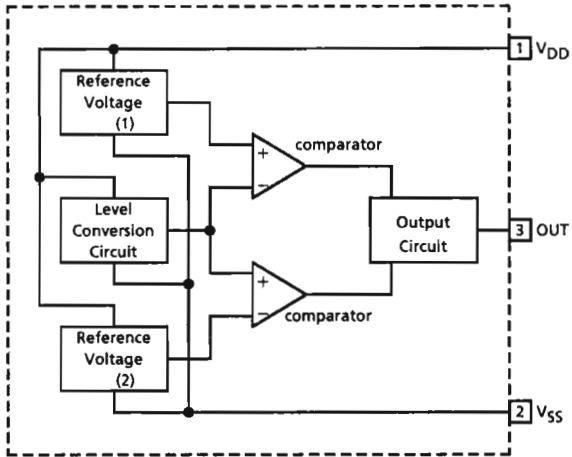 1 VDD
Reference
Voltage
(1)
comparator
+
−
Level
Conversion
Circuit
Output
Circuit
3 OUT
+
−
comparator
Reference
Voltage
(2)
2 VSS